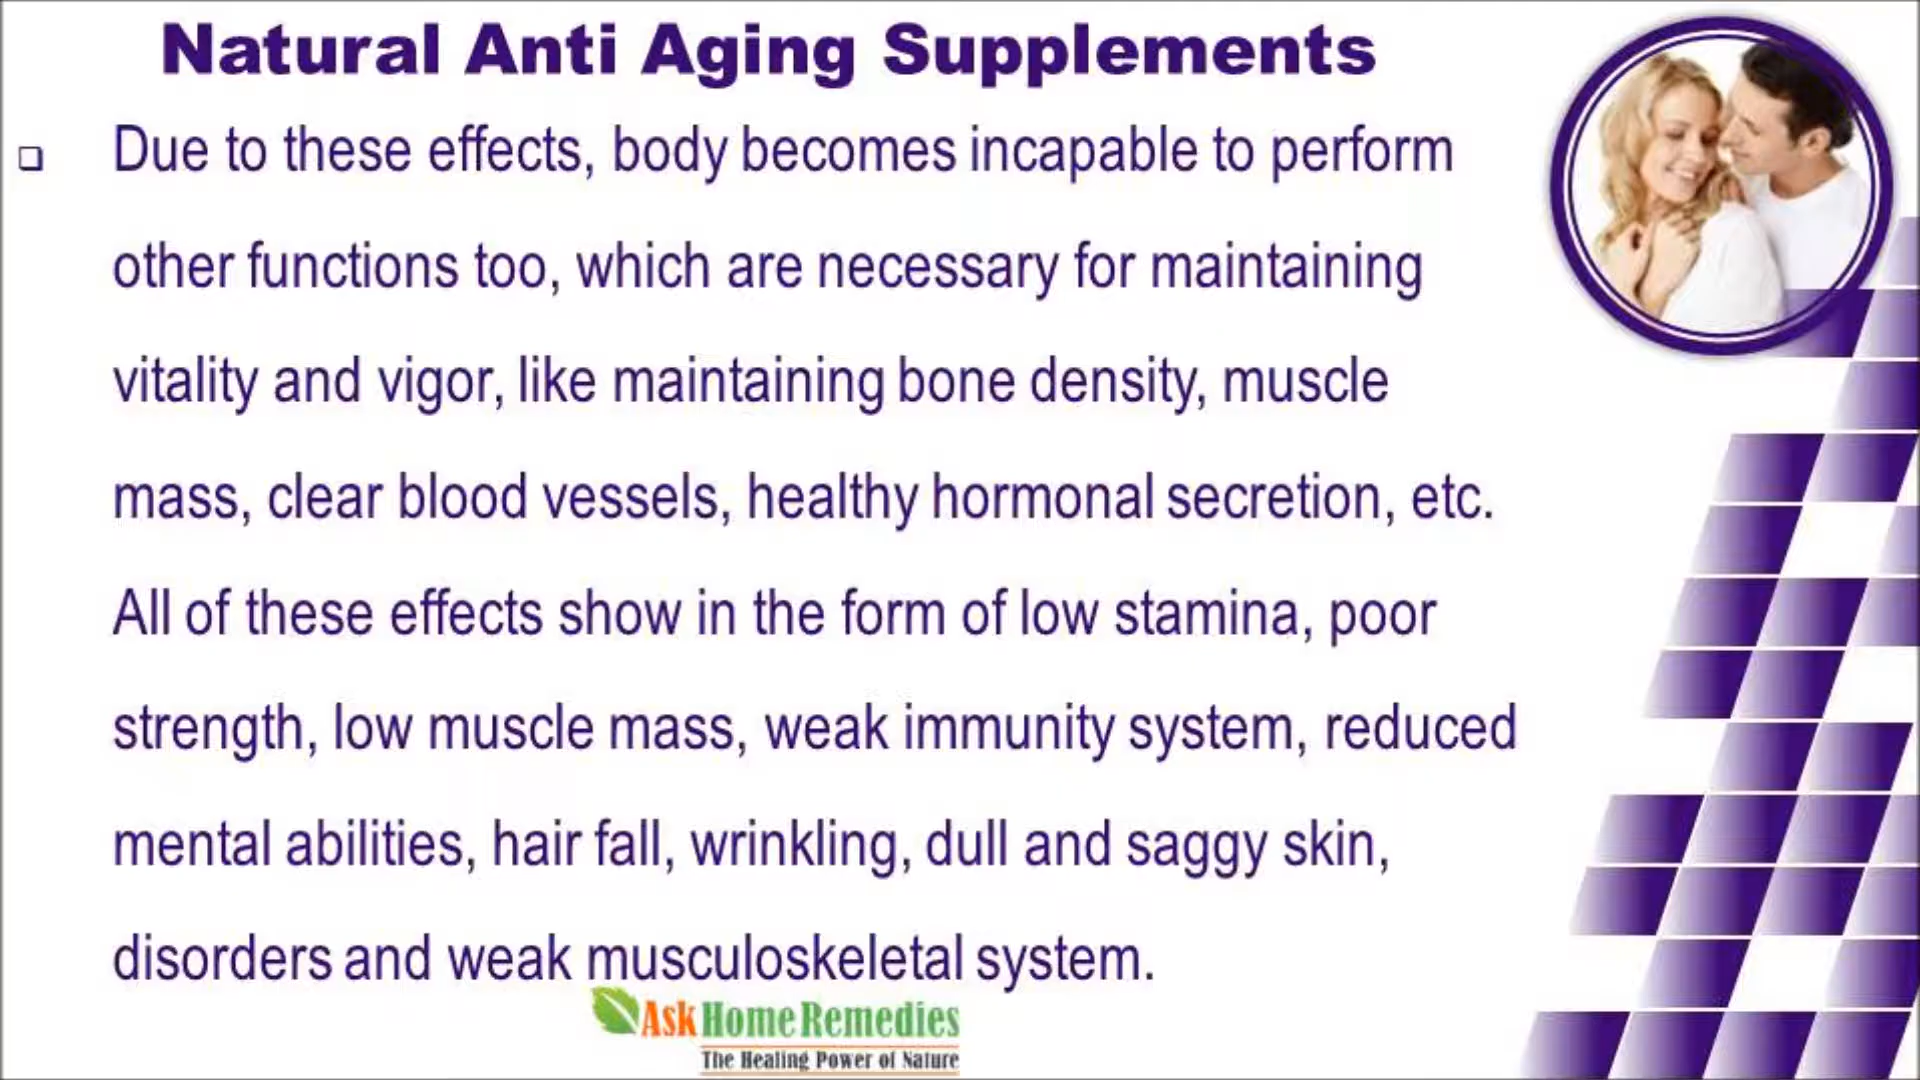 Natural Anti Aging Supplements
Due to these effects, body becomes incapable to perform
other functions too, which are necessary for maintaining
vitality and vigor, like maintaining bone density, muscle
mass, clear blood vessels, healthy hormonal secretion, etc.
All of these effects show in the form of low stamina, poor
strength, low muscle mass, weak immunity system, reduced
mental abilities, hair fall, wrinkling, dull and saggy skin,
disorders and weak musculoskeletal system.
Ask Home Remedies
The Healing Power of Nature